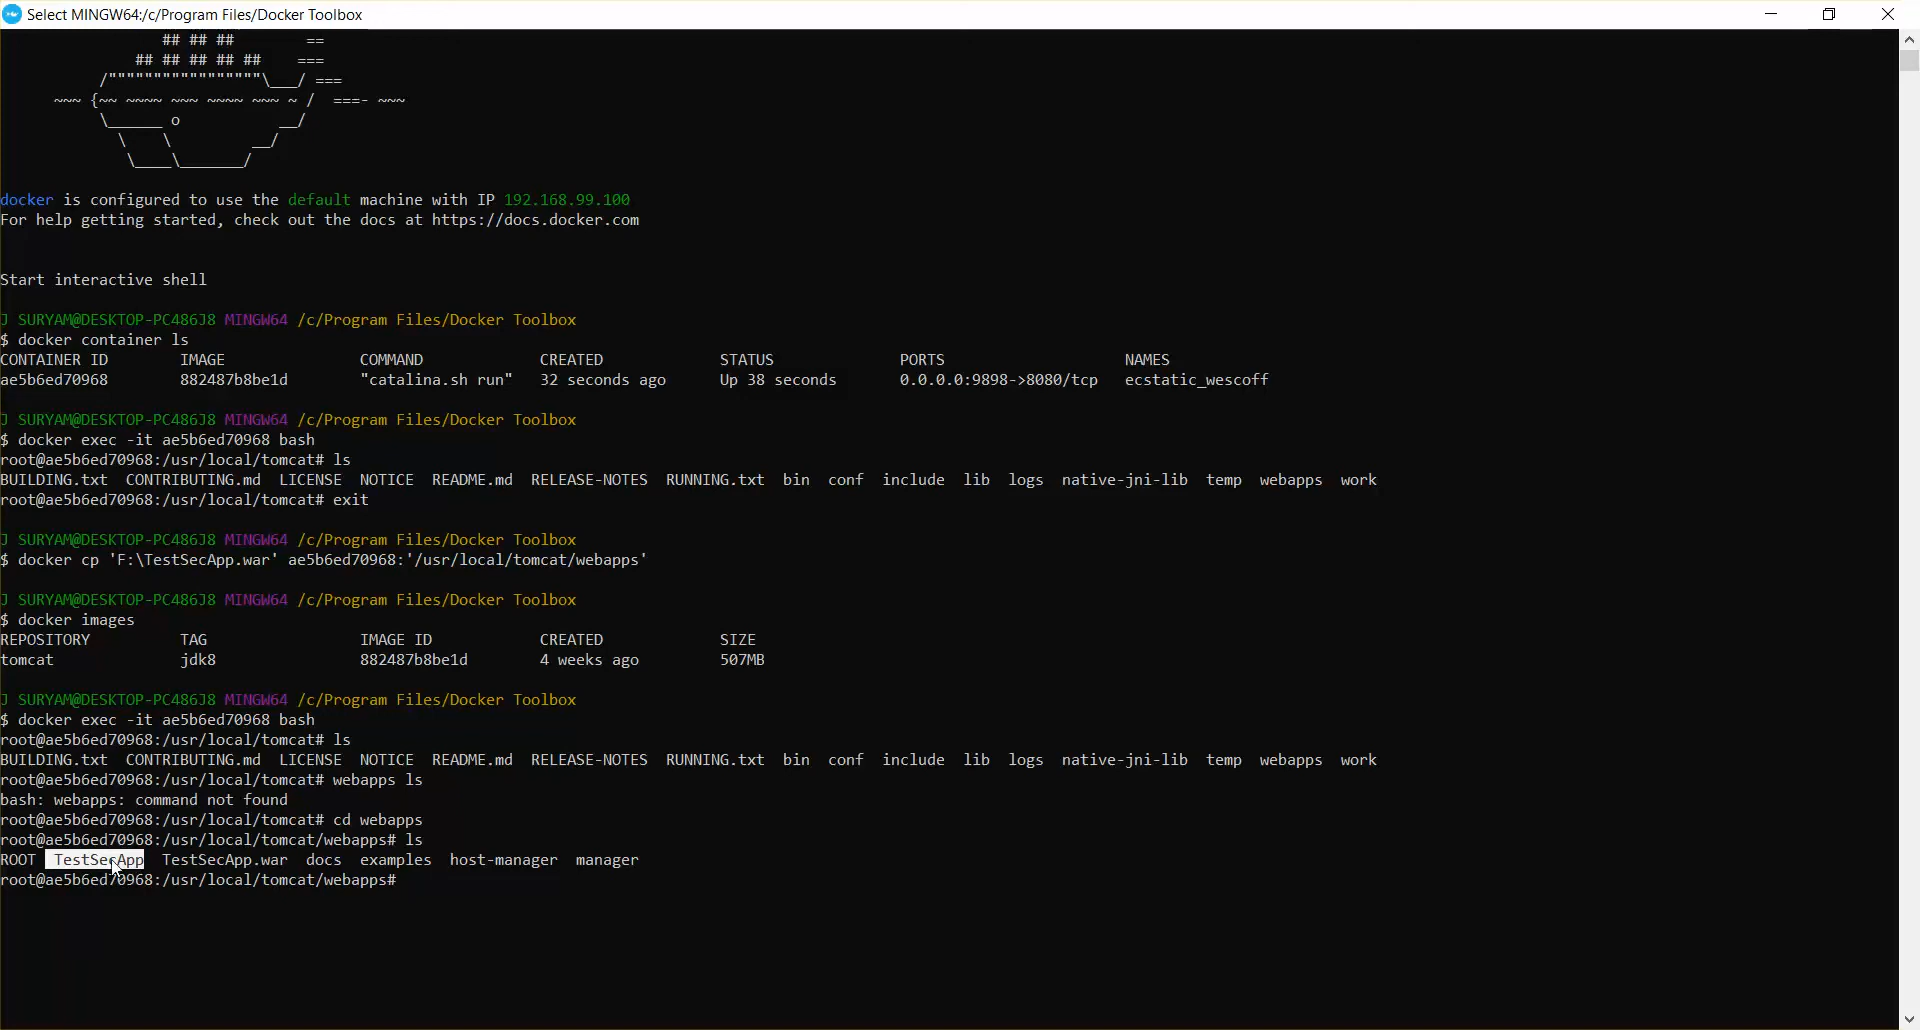 Select MINGW64:/c/Program Files/Docker Toolbox
## ## ## ==
## ## ## ## ## ===
/"""""""""""""""""\___/ ===
~~~ {~~ ~~~~ ~~~ ~~~~ ~~~ ~ / ===- ~~~
\______ o __/
\ \ __/
\____\_______/
docker is configured to use the default machine with IP 192.168.99.100
For help getting started, check out the docs at https://docs.docker.com
Start interactive shell
J SURYAM@DESKTOP-PC486J8 MINGW64 /c/Program Files/Docker Toolbox
$ docker container ls
CONTAINER ID IMAGE COMMAND CREATED STATUS PORTS NAMES
ae5b6ed70968 882487b8be1d "catalina.sh run" 32 seconds ago Up 38 seconds 0.0.0.0:9898->8080/tcp ecstatic_wescoff
J SURYAM@DESKTOP-PC486J8 MINGW64 /c/Program Files/Docker Toolbox
$ docker exec -it ae5b6ed70968 bash
root@ae5b6ed70968:/usr/local/tomcat# ls
BUILDING.txt CONTRIBUTING.md LICENSE NOTICE README.md RELEASE-NOTES RUNNING.txt bin conf include lib logs native-jni-lib temp webapps work
root@ae5b6ed70968:/usr/local/tomcat# exit
J SURYAM@DESKTOP-PC486J8 MINGW64 /c/Program Files/Docker Toolbox
$ docker cp 'F:\TestSecApp.war' ae5b6ed70968:'/usr/local/tomcat/webapps'
J SURYAM@DESKTOP-PC486J8 MINGW64 /c/Program Files/Docker Toolbox
$ docker images
REPOSITORY TAG IMAGE ID CREATED SIZE
tomcat jdk8 882487b8be1d 4 weeks ago 507MB
J SURYAM@DESKTOP-PC486J8 MINGW64 /c/Program Files/Docker Toolbox
$ docker exec -it ae5b6ed70968 bash
root@ae5b6ed70968:/usr/local/tomcat# ls
BUILDING.txt CONTRIBUTING.md LICENSE NOTICE README.md RELEASE-NOTES RUNNING.txt bin conf include lib logs native-jni-lib temp webapps work
root@ae5b6ed70968:/usr/local/tomcat# webapps ls
bash: webapps: command not found
root@ae5b6ed70968:/usr/local/tomcat# cd webapps
root@ae5b6ed70968:/usr/local/tomcat/webapps# ls
ROOT TestSecApp TestSecApp.war docs examples host-manager manager
root@ae5b6ed70968:/usr/local/tomcat/webapps#